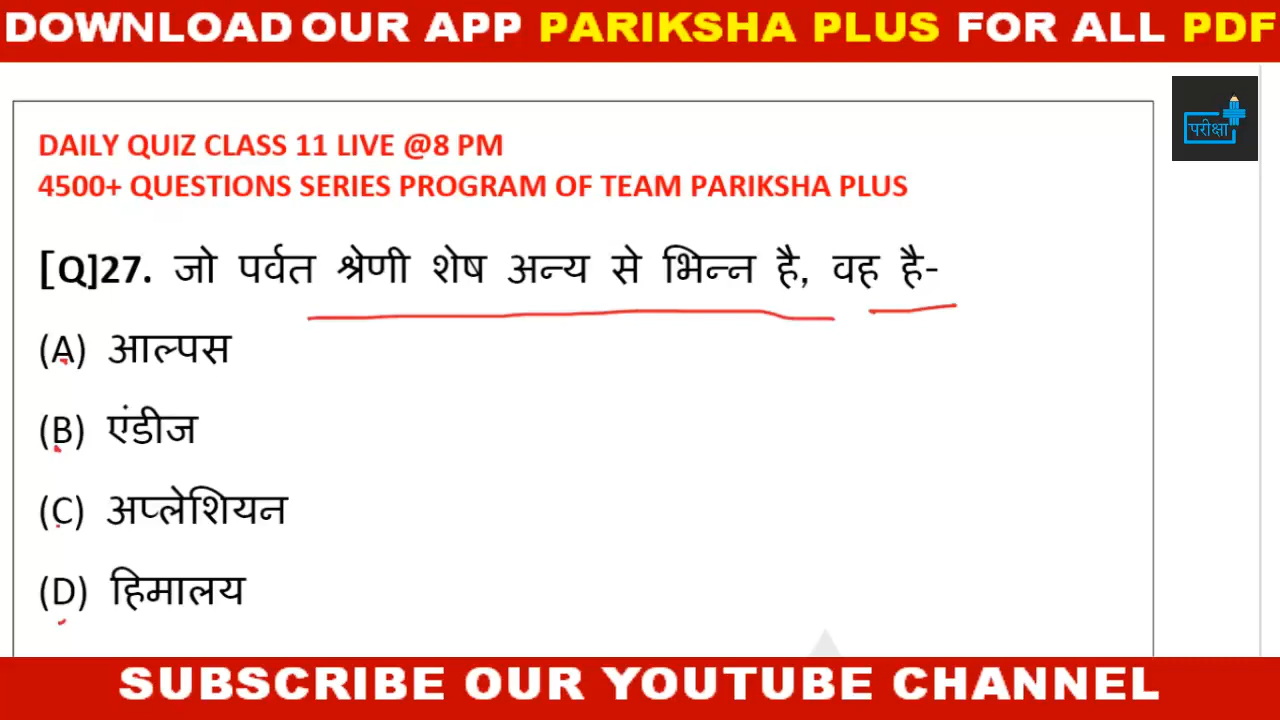 DOWNLOAD OUR APP PARIKSHA PLUS FOR ALL PDF
परीक्षा
DAILY QUIZ CLASS 11 LIVE @8 PM
4500+ QUESTIONS SERIES PROGRAM OF TEAM PARIKSHA PLUS
[Q]27. जो पर्वत श्रेणी शेष अन्य से भिन्न है, वह है-
(A) आल्पस
(B) एंडीज
(C) अप्लेशियन
(D) हिमालय
SUBSCRIBE OUR YOUTUBE CHANNEL